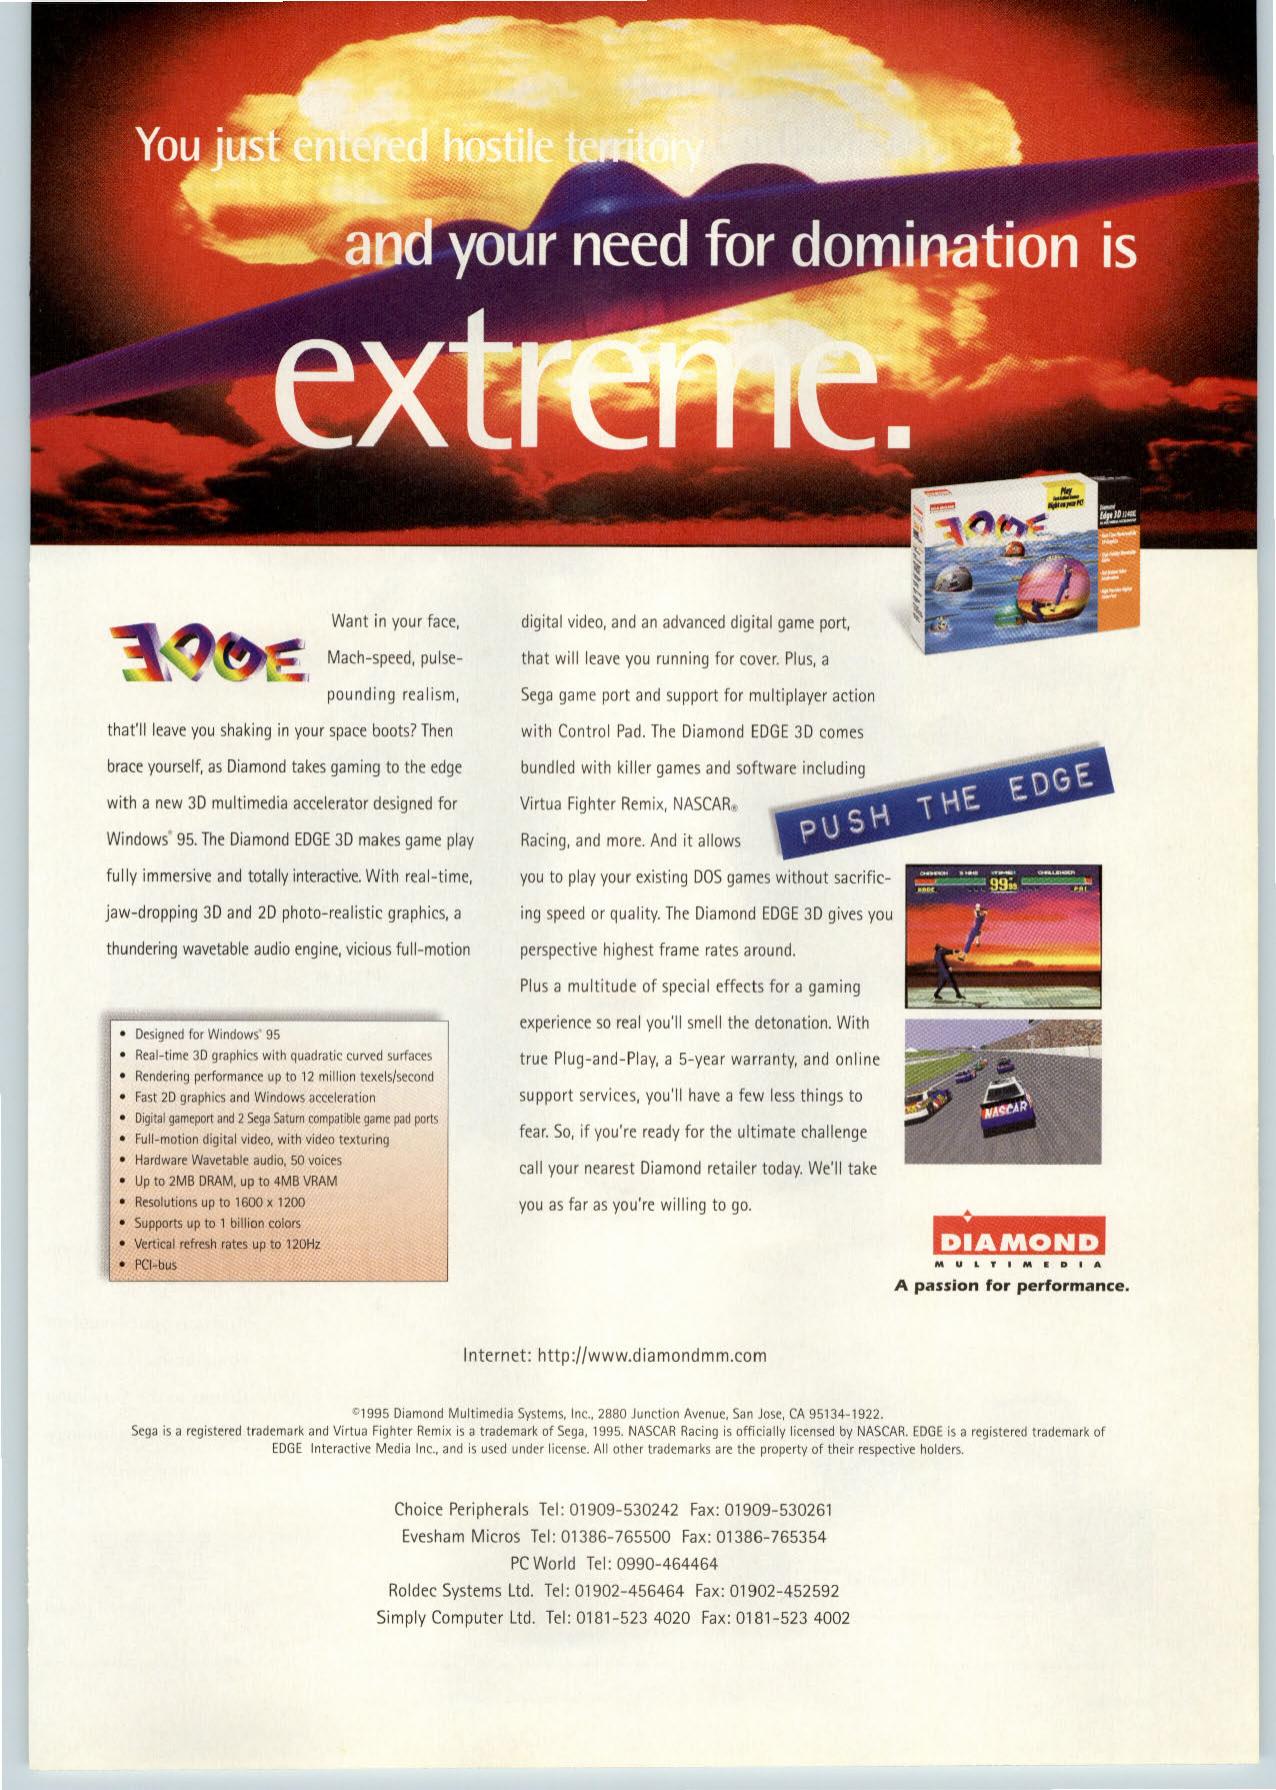 You just entered hostile territory
and your need for domination is
extreme.
Play
Right on your PC!
EDGE
Diamond
Edge 3D
EDGE
Want in your face,
Mach-speed, pulse-
pounding realism,
that'll leave you shaking in your space boots? Then
brace yourself, as Diamond takes gaming to the edge
with a new 3D multimedia accelerator designed for
Windows® 95. The Diamond EDGE 3D makes game play
fully immersive and totally interactive. With real-time,
jaw-dropping 3D and 2D photo-realistic graphics, a
thundering wavetable audio engine, vicious full-motion
• Designed for Windows® 95
• Real-time 3D graphics with quadratic curved surfaces
• Rendering performance up to 12 million texels/second
• Fast 2D graphics and Windows acceleration
• Digital gameport and 2 Sega Saturn compatible game pad ports
• Full-motion digital video, with video texturing
• Hardware Wavetable audio, 50 voices
• Up to 2MB DRAM, up to 4MB VRAM
• Resolutions up to 1600 x 1200
• Supports up to 1 billion colors
• Vertical refresh rates up to 120Hz
• PCI-bus
digital video, and an advanced digital game port,
that will leave you running for cover. Plus, a
Sega game port and support for multiplayer action
with Control Pad. The Diamond EDGE 3D comes
bundled with killer games and software including
Virtua Fighter Remix, NASCAR®
Racing, and more. And it allows
you to play your existing DOS games without sacrific-
ing speed or quality. The Diamond EDGE 3D gives you
perspective highest frame rates around.
Plus a multitude of special effects for a gaming
experience so real you'll smell the detonation. With
true Plug-and-Play, a 5-year warranty, and online
support services, you'll have a few less things to
fear. So, if you're ready for the ultimate challenge
call your nearest Diamond retailer today. We'll take
you as far as you're willing to go.
PUSH THE EDGE
CHALLENGER
99
PAI
NASCAR
DIAMOND
MULTIMEDIA
A passion for performance.
Internet: http://www.diamondmm.com
©1995 Diamond Multimedia Systems, Inc., 2880 Junction Avenue, San Jose, CA 95134-1922.
Sega is a registered trademark and Virtua Fighter Remix is a trademark of Sega, 1995. NASCAR Racing is officially licensed by NASCAR. EDGE is a registered trademark of
EDGE Interactive Media Inc., and is used under license. All other trademarks are the property of their respective holders.
Choice Peripherals Tel: 01909-530242 Fax: 01909-530261
Evesham Micros Tel: 01386-765500 Fax: 01386-765354
PC World Tel: 0990-464464
Roldec Systems Ltd. Tel: 01902-456464 Fax: 01902-452592
Simply Computer Ltd. Tel: 0181-523 4020 Fax: 0181-523 4002